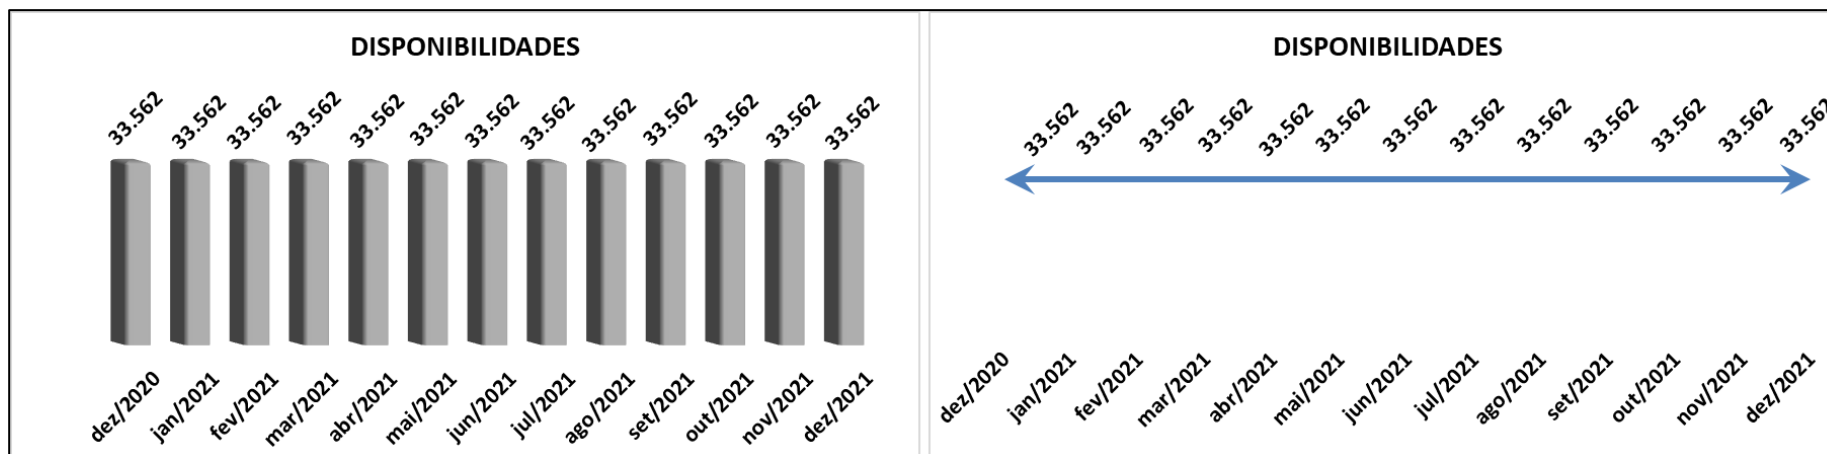 DISPONIBILIDADES
33.562 33.562 33.562 33.562 33.562 33.562 33.562 33.562 33.562 33.562 33.562 33.562 33.562
dez/2020 jan/2021 fev/2021 mar/2021 abr/2021 mai/2021 jun/2021 jul/2021 ago/2021 set/2021 out/2021 nov/2021 dez/2021
DISPONIBILIDADES
33.562 33.562 33.562 33.562 33.562 33.562 33.562 33.562 33.562 33.562 33.562 33.562 33.562
dez/2020 jan/2021 fev/2021 mar/2021 abr/2021 mai/2021 jun/2021 jul/2021 ago/2021 set/2021 out/2021 nov/2021 dez/2021